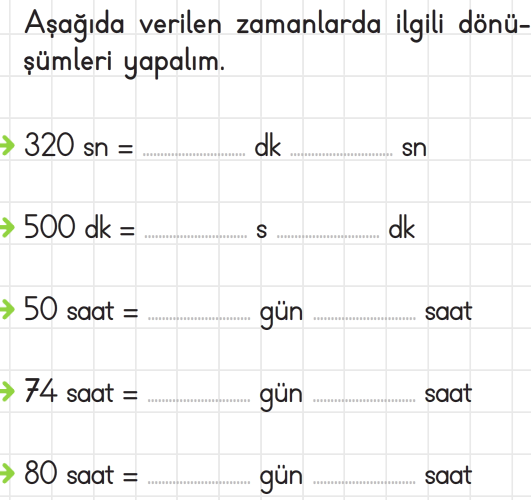 Aşağıda verilen zamanlarda ilgili dönü-
şümleri yapalım.
320 sn = .................... dk .................... sn
500 dk = .................... s .................... dk
50 saat = .................... gün .................... saat
74 saat = .................... gün .................... saat
80 saat = .................... gün .................... saat